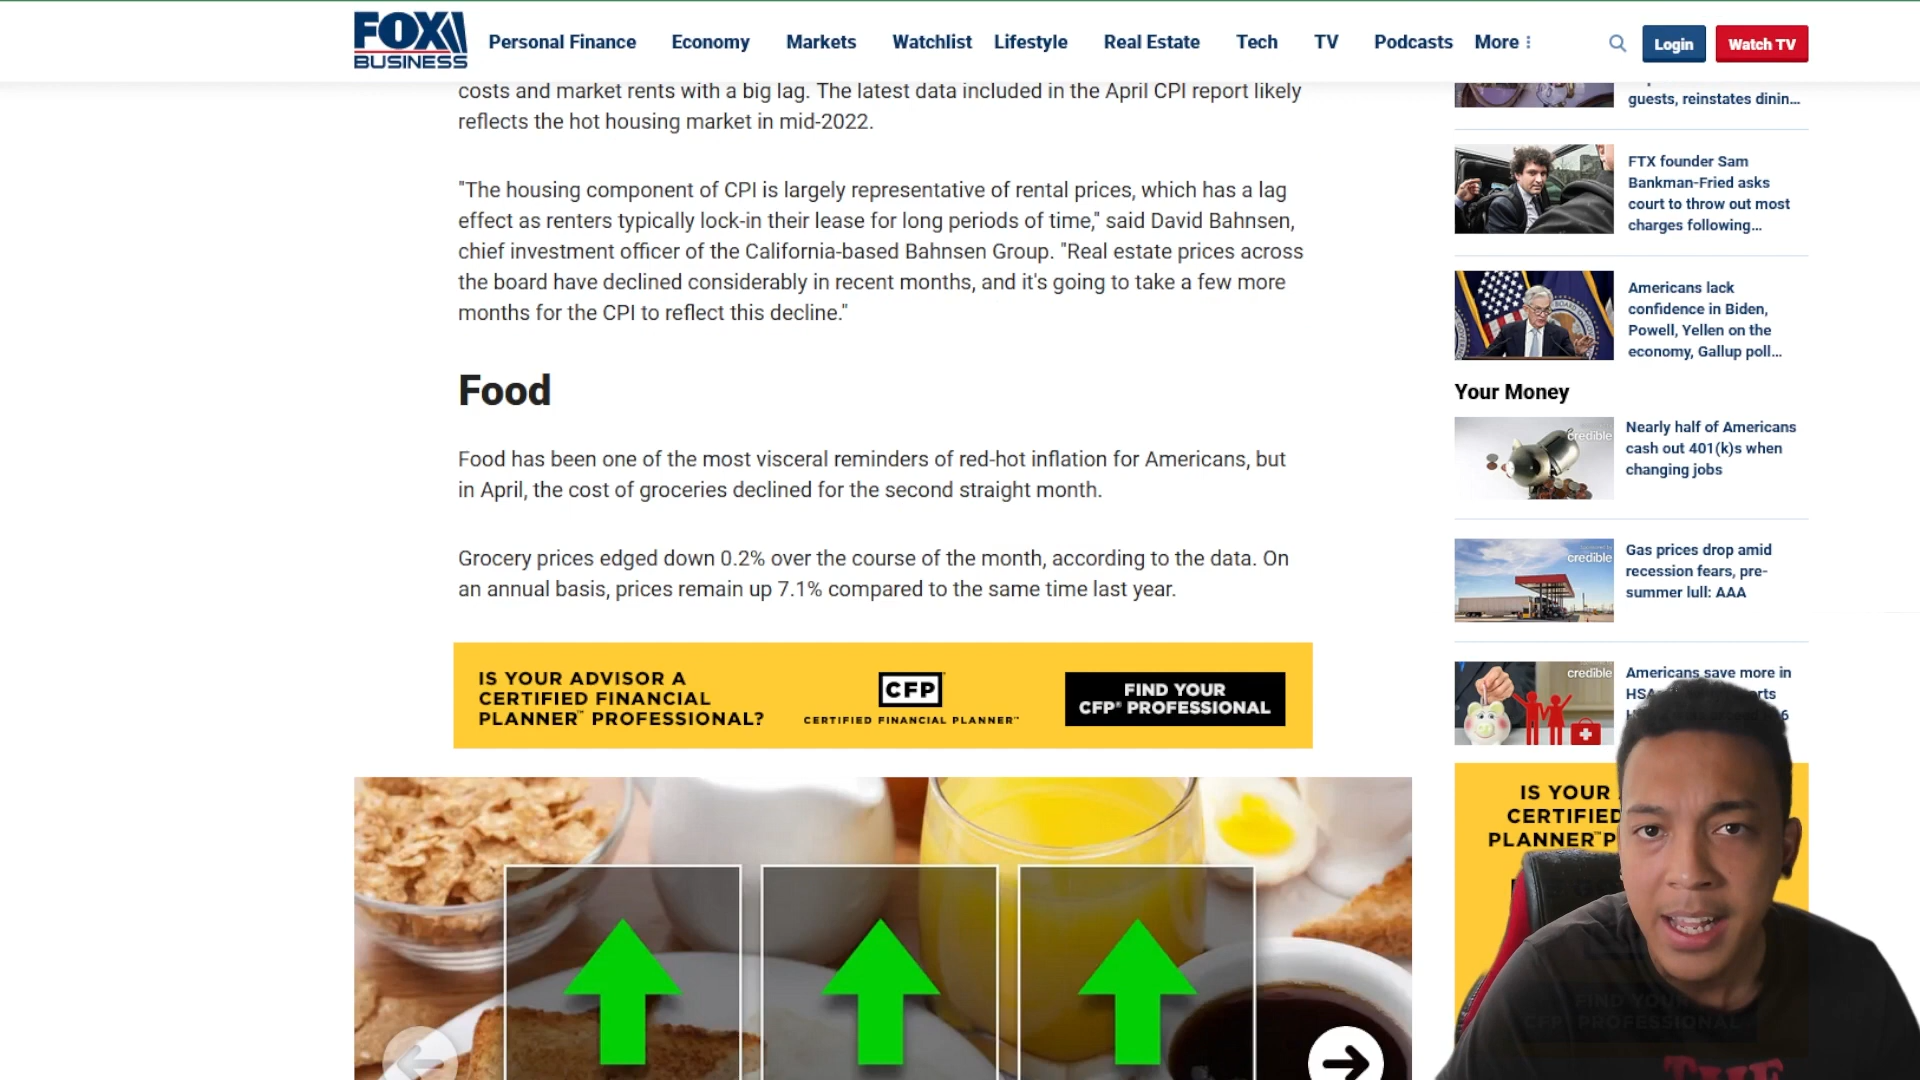 FOX
BUSINESS
Personal Finance
Economy
Markets
Watchlist
Lifestyle
Real Estate
Tech
TV
Podcasts
More
Login
Watch TV
costs and market rents with a big lag. The latest data included in the April CPI report likely
reflects the hot housing market in mid-2022.
"The housing component of CPI is largely representative of rental prices, which has a lag
effect as renters typically lock-in their lease for long periods of time," said David Bahnsen,
chief investment officer of the California-based Bahnsen Group. "Real estate prices across
the board have declined considerably in recent months, and it's going to take a few more
months for the CPI to reflect this decline."
Food
Food has been one of the most visceral reminders of red-hot inflation for Americans, but
in April, the cost of groceries declined for the second straight month.
Grocery prices edged down 0.2% over the course of the month, according to the data. On
an annual basis, prices remain up 7.1% compared to the same time last year.
IS YOUR ADVISOR A
CERTIFIED FINANCIAL
PLANNER™ PROFESSIONAL?
CFP
CERTIFIED FINANCIAL PLANNER™
FIND YOUR
CFP® PROFESSIONAL
guests, reinstates dinin...
FTX founder Sam
Bankman-Fried asks
court to throw out most
charges following...
Americans lack
confidence in Biden,
Powell, Yellen on the
economy, Gallup poll...
Your Money
credible
Nearly half of Americans
cash out 401(k)s when
changing jobs
credible
Gas prices drop amid
recession fears, pre-
summer lull: AAA
credible
Americans save more in
IS YOUR
CERTIFIED
PLANNER™ P
FIND YOUR
CFP® PROFESSIONAL
THE